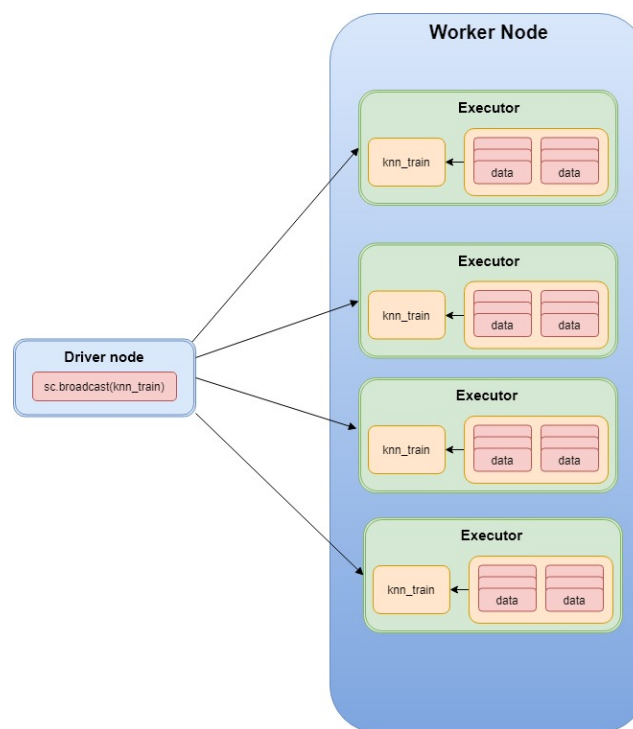 Worker Node
Executor
knn_train
data data
Executor
knn_train
data data
Driver node
sc.broadcast(knn_train)
Executor
knn_train
data data
Executor
knn_train
data data